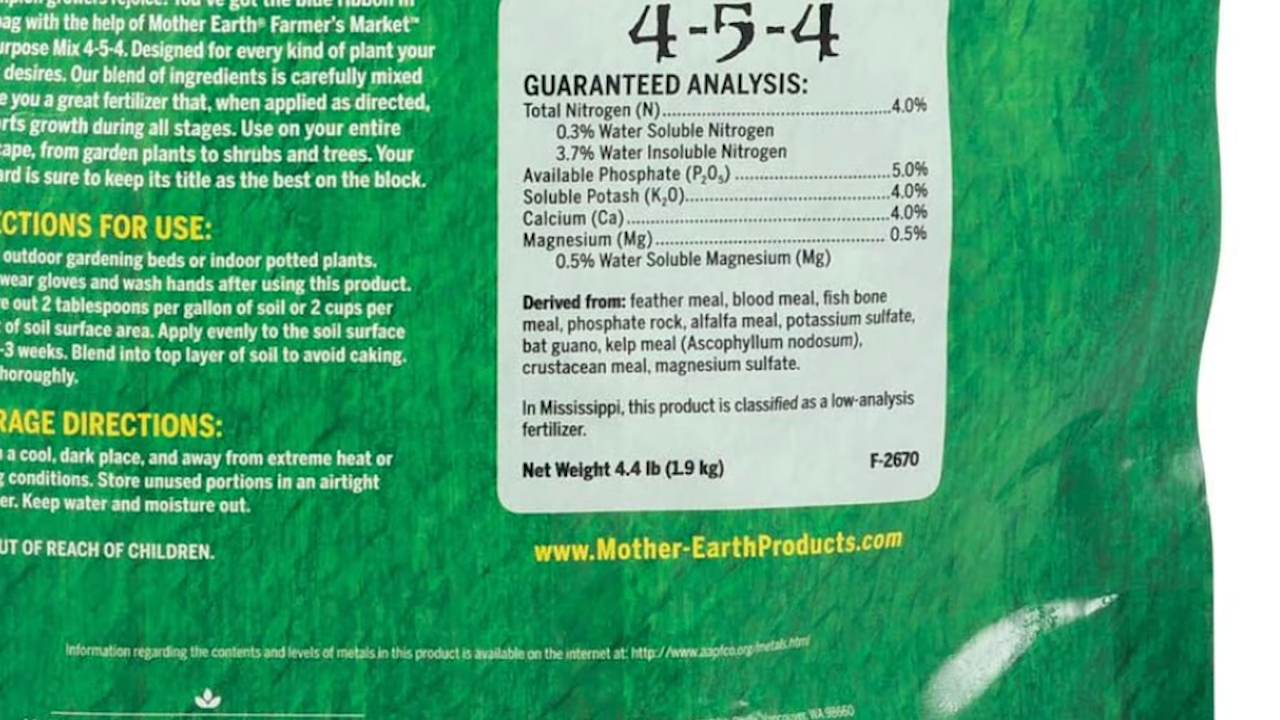 bag with the help of Mother Earth® Farmer's Market™
urpose Mix 4-5-4. Designed for every kind of plant your
desires. Our blend of ingredients is carefully mixed
e you a great fertilizer that, when applied as directed,
rts growth during all stages. Use on your entire
cape, from garden plants to shrubs and trees. Your
ard is sure to keep its title as the best on the block.
ECTIONS FOR USE:
outdoor gardening beds or indoor potted plants.
wear gloves and wash hands after using this product.
e out 2 tablespoons per gallon of soil or 2 cups per
of soil surface area. Apply evenly to the soil surface
-3 weeks. Blend into top layer of soil to avoid caking.
horoughly.
RAGE DIRECTIONS:
a cool, dark place, and away from extreme heat or
g conditions. Store unused portions in an airtight
er. Keep water and moisture out.
UT OF REACH OF CHILDREN.
4-5-4
GUARANTEED ANALYSIS:
Total Nitrogen (N)..........4.0%
0.3% Water Soluble Nitrogen
3.7% Water Insoluble Nitrogen
Available Phosphate (P₂O₅)..........5.0%
Soluble Potash (K₂O)..........4.0%
Calcium (Ca)..........4.0%
Magnesium (Mg)..........0.5%
0.5% Water Soluble Magnesium (Mg)
Derived from: feather meal, blood meal, fish bone
meal, phosphate rock, alfalfa meal, potassium sulfate,
bat guano, kelp meal (Ascophyllum nodosum),
crustacean meal, magnesium sulfate.
In Mississippi, this product is classified as a low-analysis
fertilizer.
Net Weight 4.4 lb (1.9 kg) F-2670
www.Mother-EarthProducts.com
Information regarding the contents and levels of metals in this product is available on the internet at: http://www.aapfco.org/metals.html
Vancouver, WA 98660